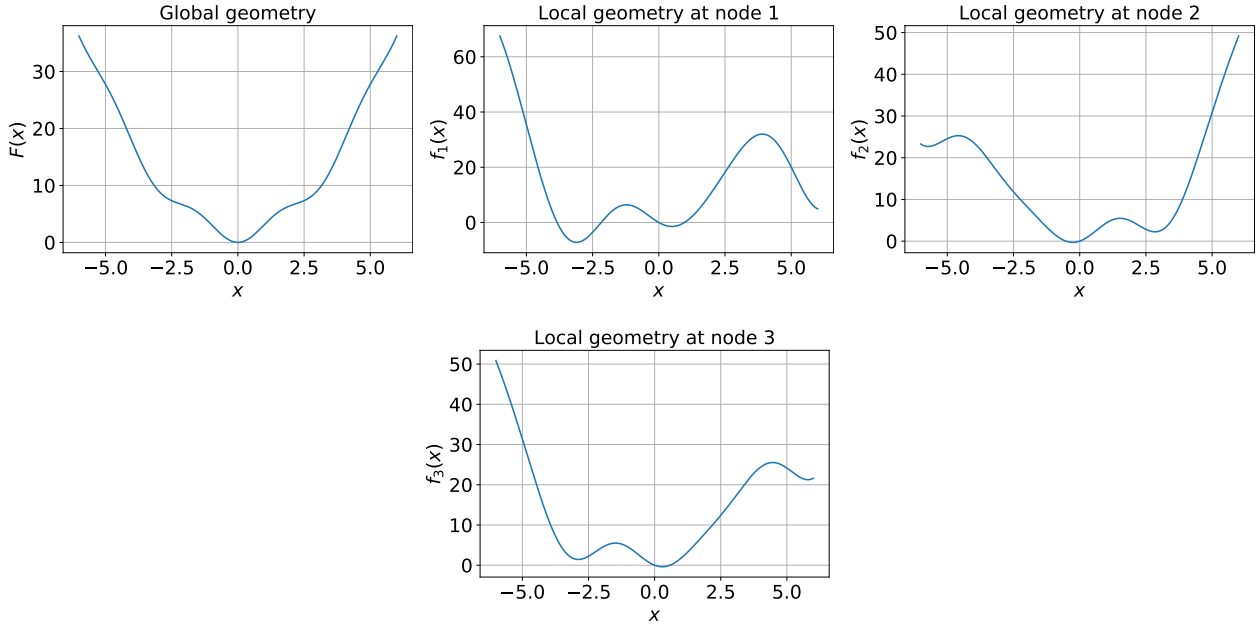 Global geometry
F(x)
30
20
10
0
−5.0 −2.5 0.0 2.5 5.0
x
Local geometry at node 1
f₁(x)
60
40
20
0
−5.0 −2.5 0.0 2.5 5.0
x
Local geometry at node 2
f₂(x)
50
40
30
20
10
0
−5.0 −2.5 0.0 2.5 5.0
x
Local geometry at node 3
f₃(x)
50
40
30
20
10
0
−5.0 −2.5 0.0 2.5 5.0
x